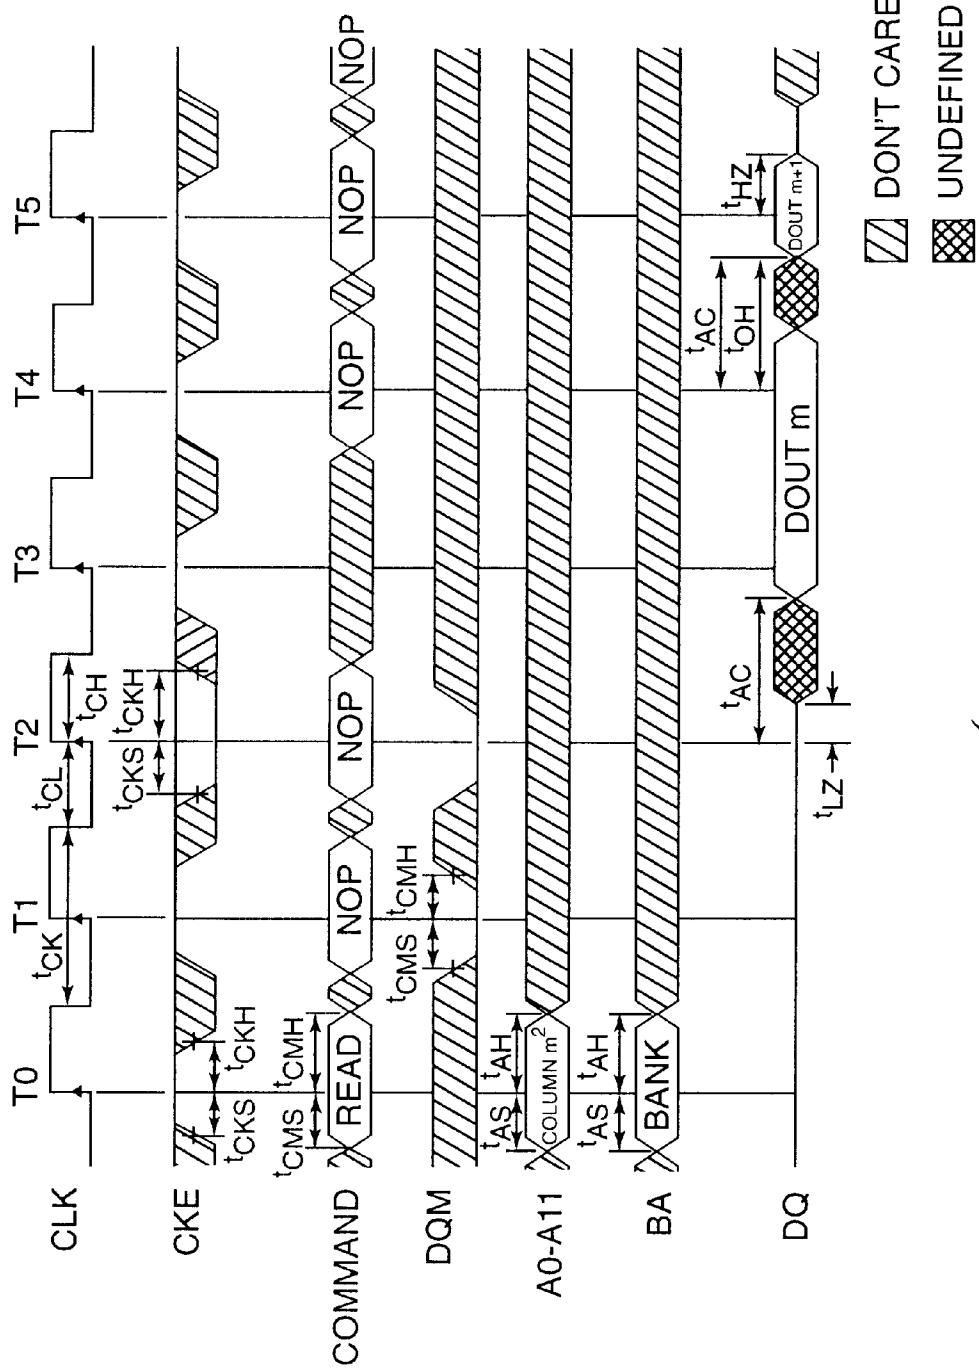 T0 T1 T2 T3 T4 T5
CLK
tCK tCL tCH
CKE
tCKS tCKH tCKS tCKH
COMMAND
READ NOP NOP NOP NOP NOP
tCMS tCMH
DQM
tCMS tCMH
A0-A11
COLUMN m2
tAS tAH
BA
BANK
tAS tAH
DQ
DOUT m DOUT m+1
tLZ tAC tAC tOH tHZ
DON'T CARE
UNDEFINED